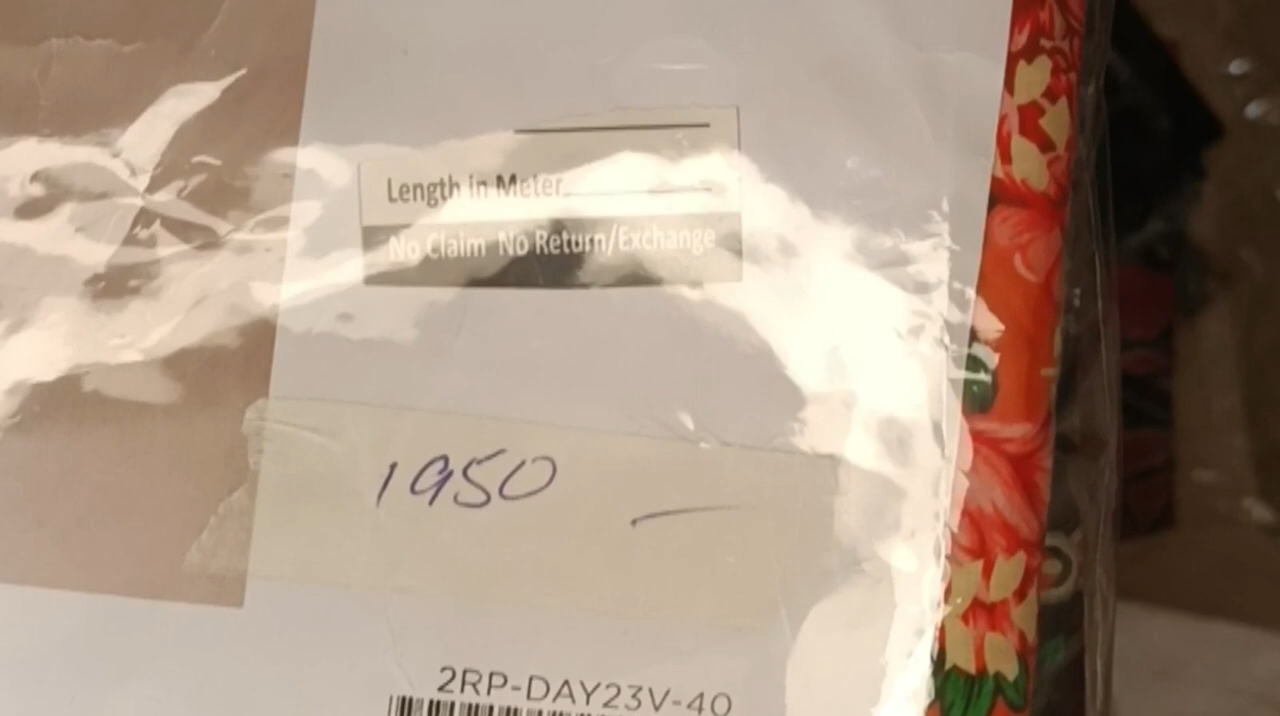 Length in Meter
No Claim No Return/Exchange
1950 —
2RP-DAY23V-40